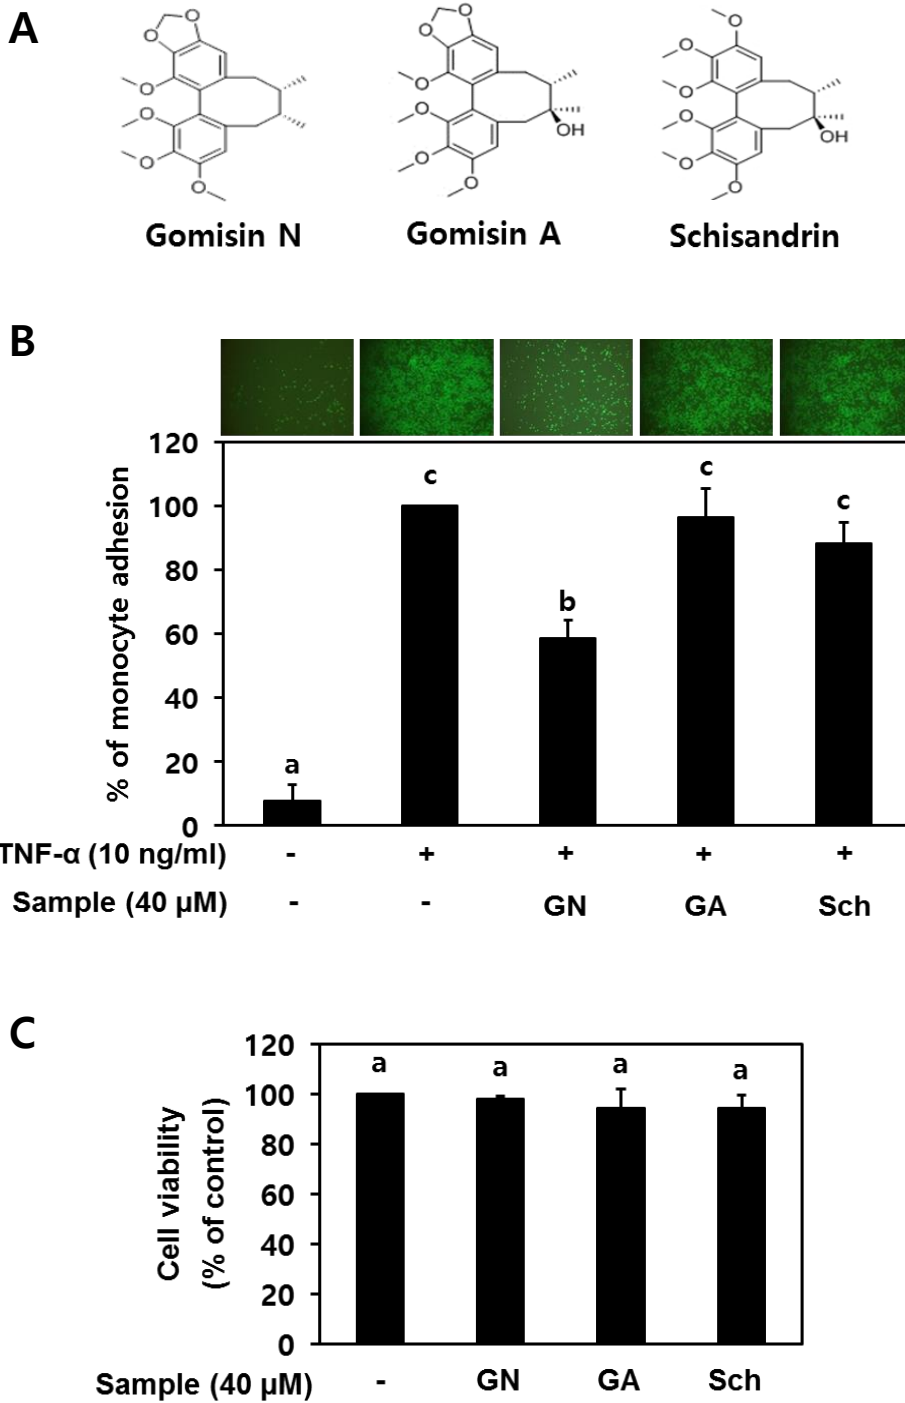 A
O O
O
O
O
O
Gomisin N
O O
O
O
O
O
OH
Gomisin A
O
O
O
O
O
O
OH
Schisandrin
B
% of monocyte adhesion
120
100
80
60
40
20
0
a
c
b
c
c
TNF-α (10 ng/ml) - + + + +
Sample (40 µM) - - GN GA Sch
C
Cell viability
(% of control)
120
100
80
60
40
20
0
a a a a
Sample (40 µM) - GN GA Sch